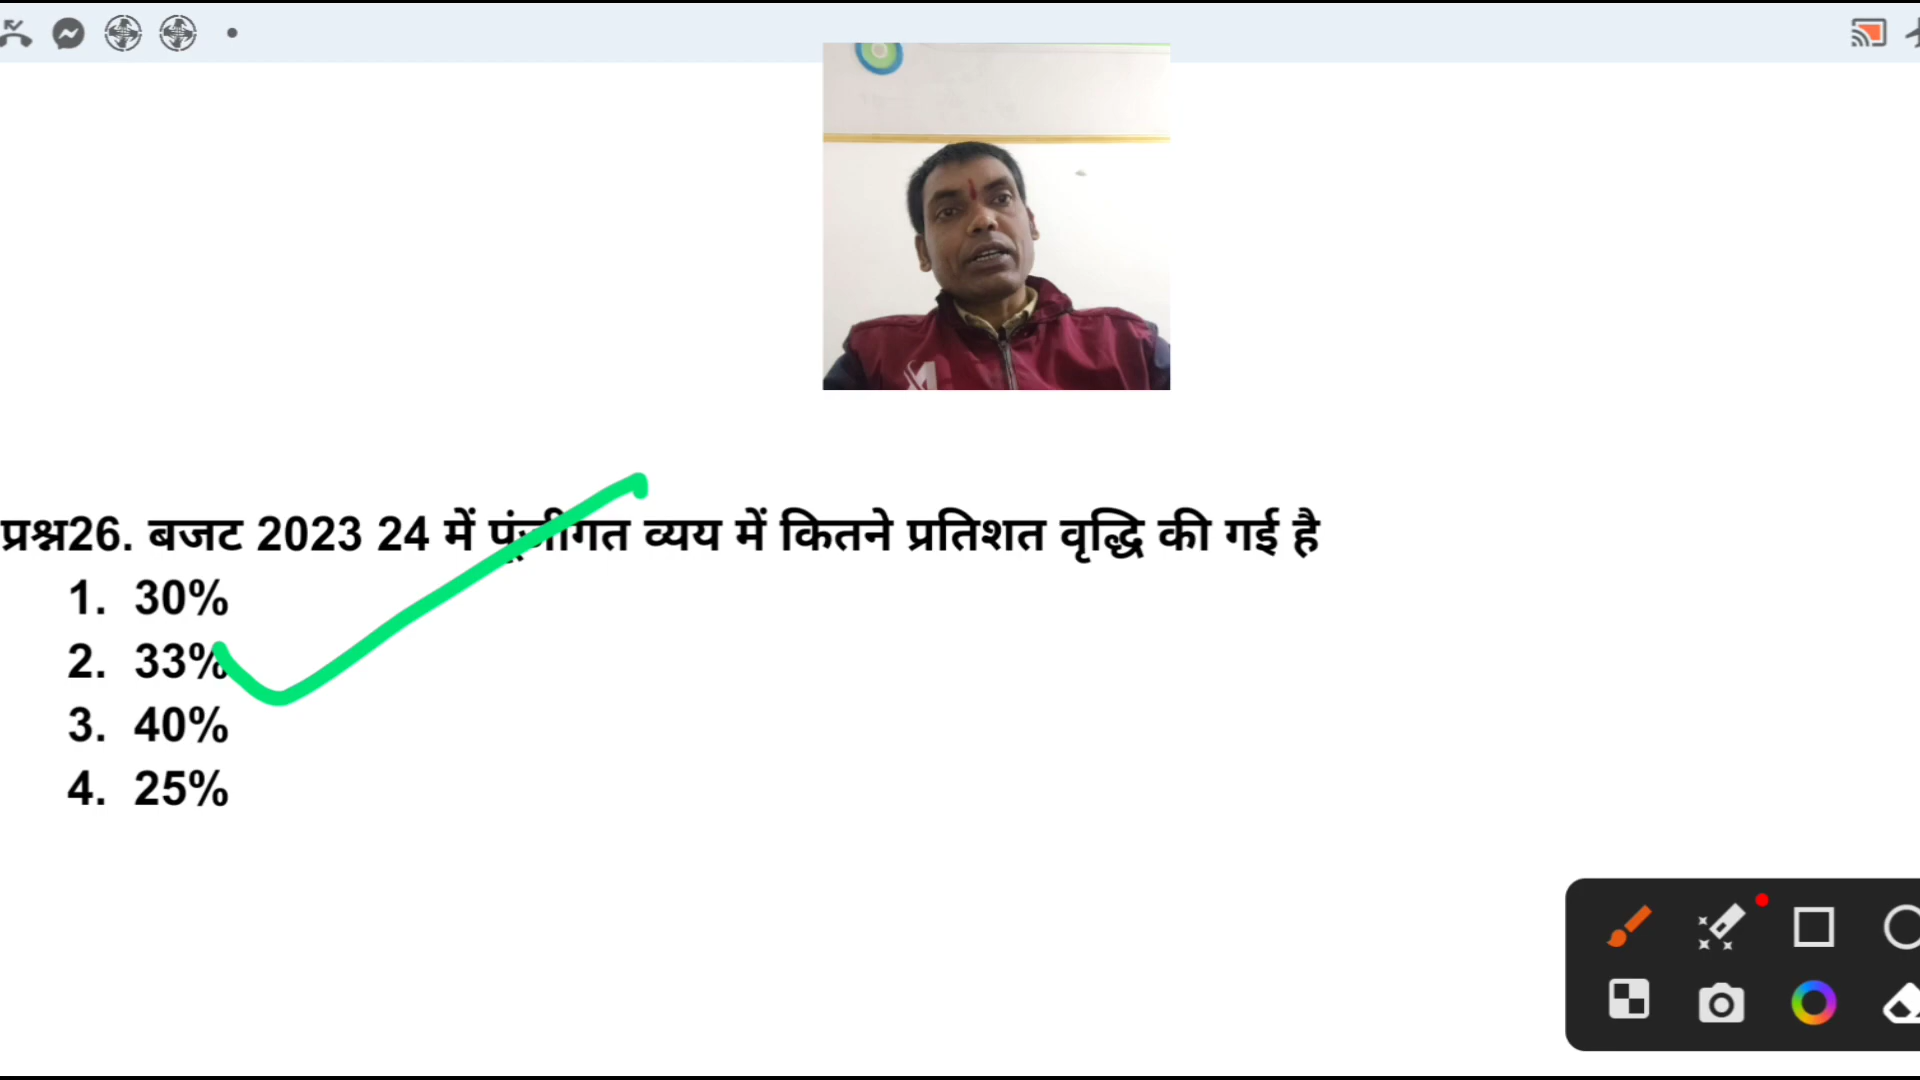 प्रश्न26. बजट 2023 24 में पूंजीगत व्यय में कितने प्रतिशत वृद्धि की गई है
1. 30%
2. 33%
3. 40%
4. 25%